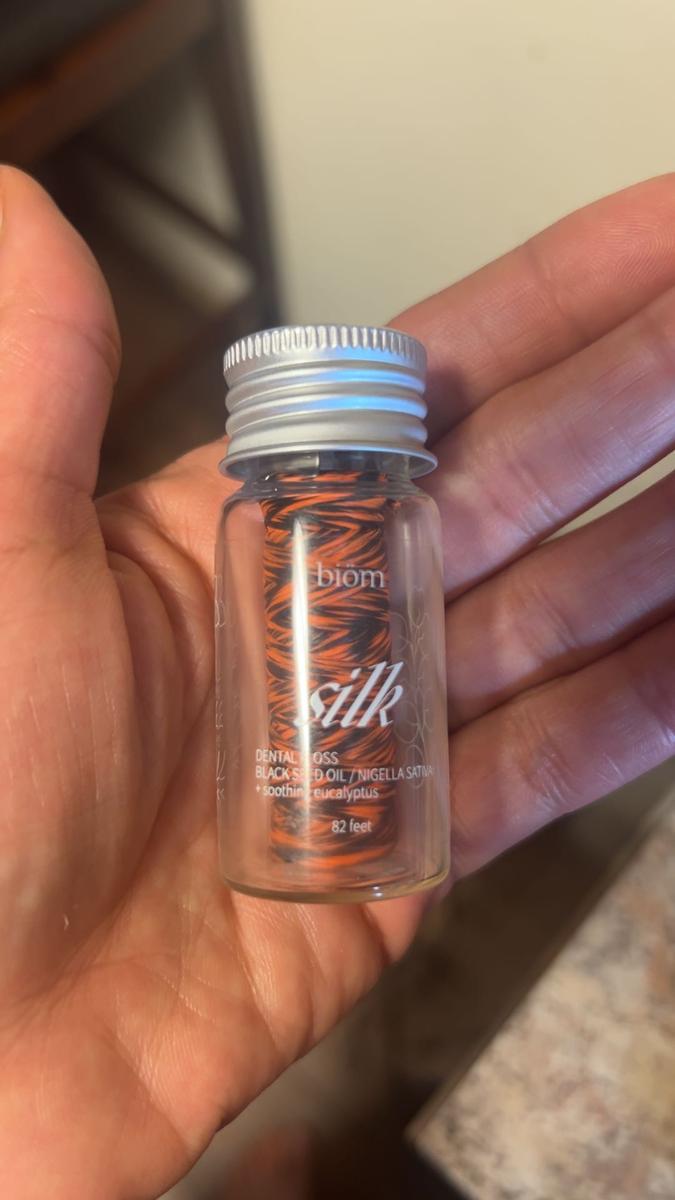 biöm
silk
DENTAL FLOSS
BLACK SEED OIL / NIGELLA SATIVA
+ soothing eucalyptus
82 feet